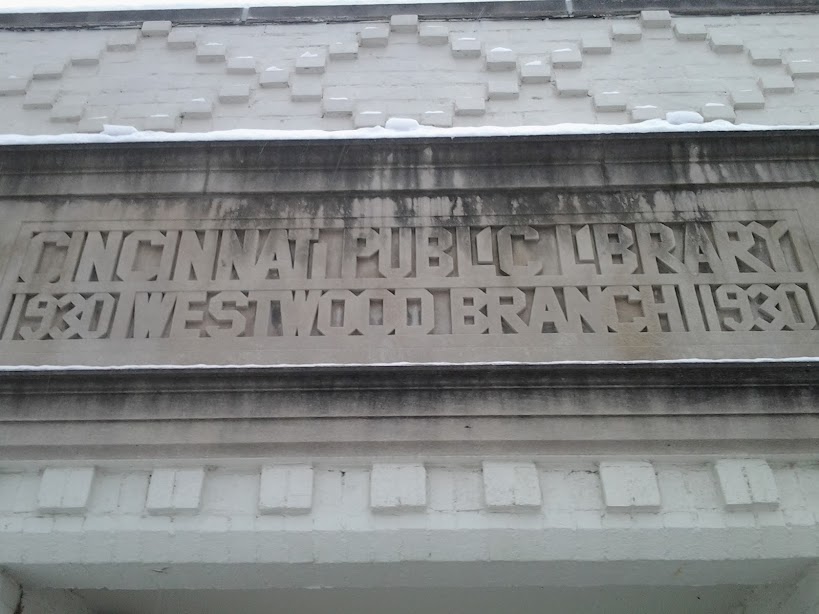 CINCINNATI PUBLIC LIBRARY
1930 WESTWOOD BRANCH 1930